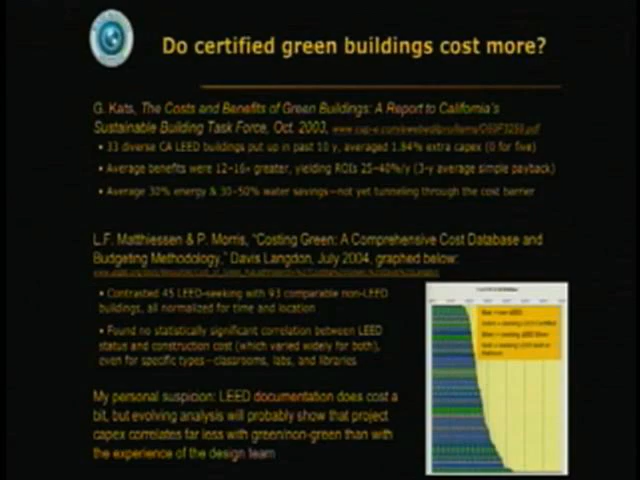 Do certified green buildings cost more?
G. Kats, The Costs and Benefits of Green Buildings: A Report to California's
Sustainable Building Task Force, Oct. 2003,
• 33 diverse CA LEED buildings put up in past 10 y, averaged 1.84% extra capex (0 for five)
• Average benefits were 12–16× greater, yielding ROIs 25–40%/y (3-y average simple payback)
• Average 30% energy & 30–50% water savings—not yet tunneling through the cost barrier
L.F. Matthiessen & P. Morris, "Costing Green: A Comprehensive Cost Database and
Budgeting Methodology," Davis Langdon, July 2004, graphed below:
• Contrasted 45 LEED-seeking with 93 comparable non-LEED
buildings, all normalized for time and location
• Found no statistically significant correlation between LEED
status and construction cost (which varied widely for both),
even for specific types—classrooms, labs, and libraries
My personal suspicion: LEED documentation does cost a
bit, but evolving analysis will probably show that project
capex correlates far less with green/non-green than with
the experience of the design team